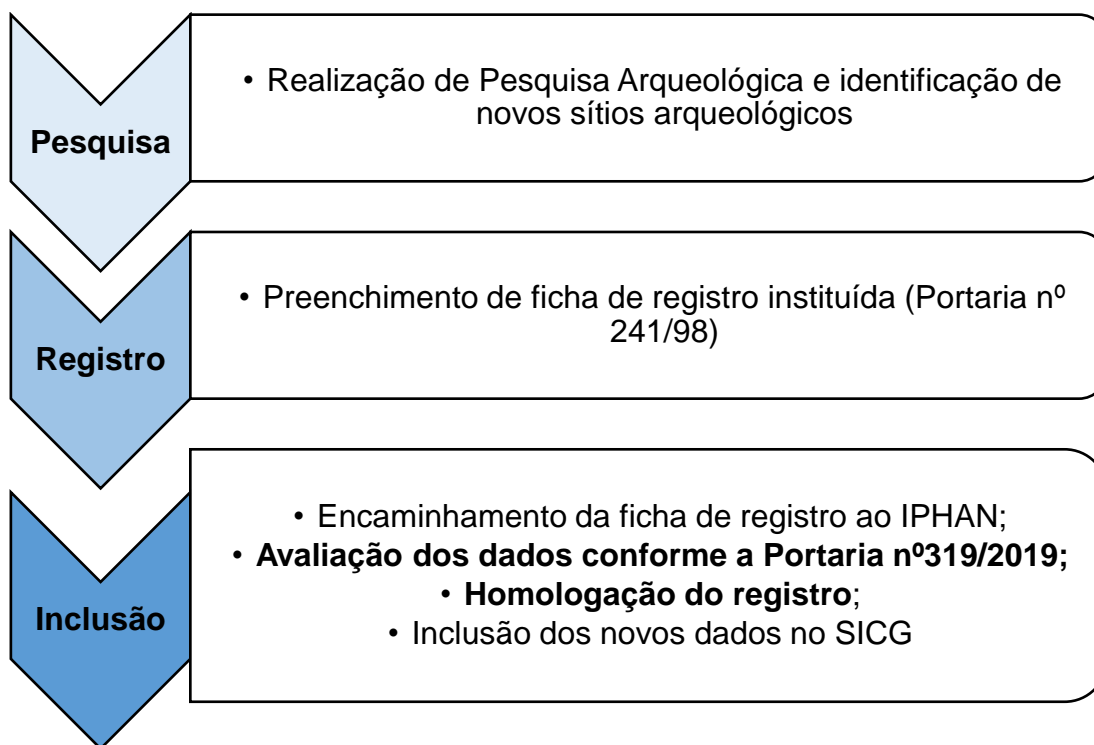 Pesquisa
• Realização de Pesquisa Arqueológica e identificação de
novos sítios arqueológicos
Registro
• Preenchimento de ficha de registro instituída (Portaria nº
241/98)
Inclusão
• Encaminhamento da ficha de registro ao IPHAN;
• Avaliação dos dados conforme a Portaria nº319/2019;
• Homologação do registro;
• Inclusão dos novos dados no SICG